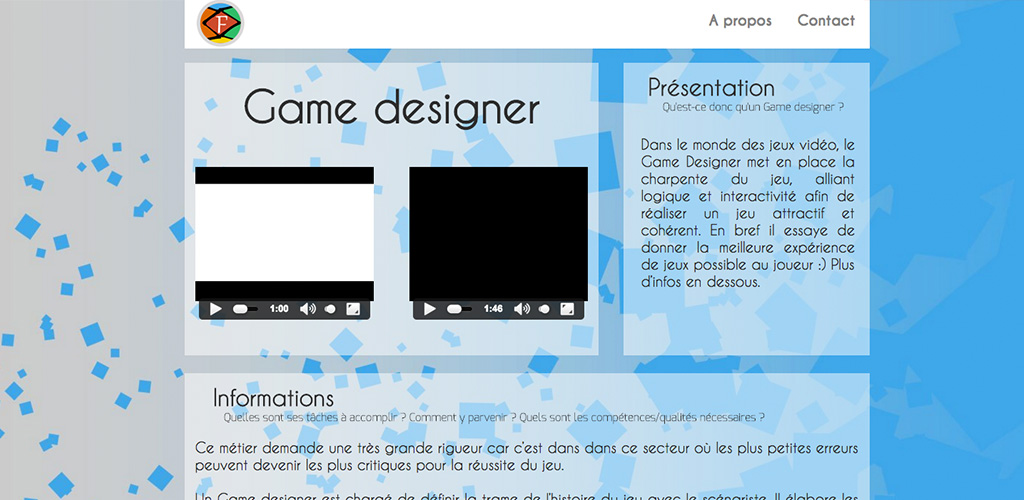 F
A propos Contact
Game designer
1:00
1:46
Présentation
Qu'est-ce donc qu'un Game designer ?
Dans le monde des jeux vidéo, le
Game Designer met en place la
charpente du jeu, alliant
logique et interactivité afin de
réaliser un jeu attractif et
cohérent. En bref il essaye de
donner la meilleure expérience
de jeux possible au joueur :) Plus
d'infos en dessous.
Informations
Quelles sont ses tâches à accomplir ? Comment y parvenir ? Quels sont les compétences/qualités nécessaires ?
Ce métier demande une très grande rigueur car c'est dans dans ce secteur où les plus petites erreurs
peuvent devenir les plus critiques pour la réussite du jeu.
Un Game designer est chargé de définir la trame de l'histoire du jeu avec le scénariste. Il élabore les